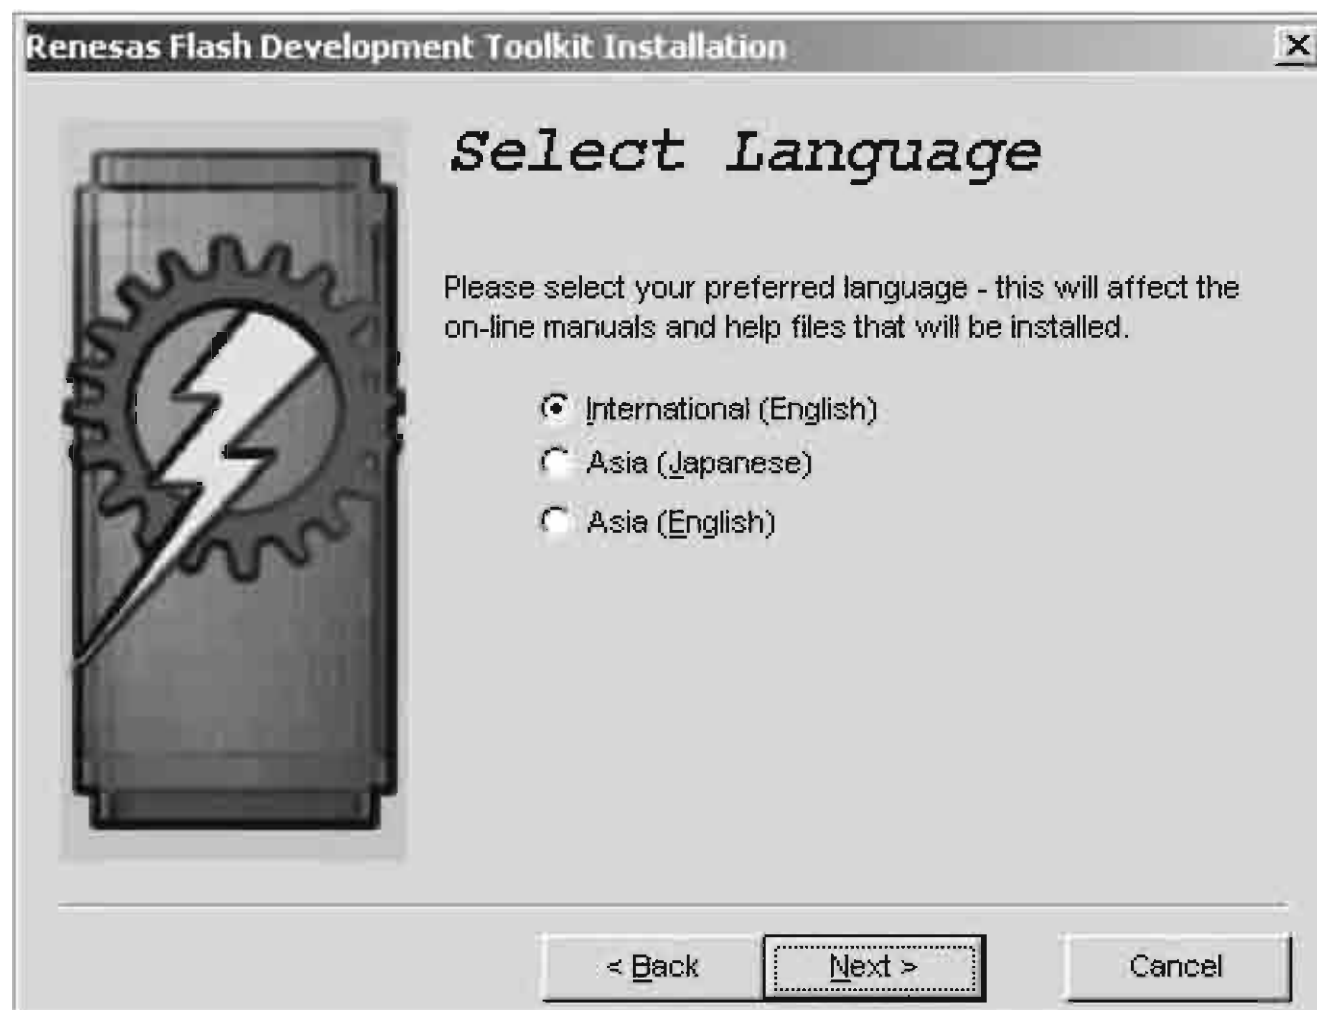 Renesas Flash Development Toolkit Installation
Select Language
Please select your preferred language - this will affect the
on-line manuals and help files that will be installed.
International (English)
Asia (Japanese)
Asia (English)
< Back Next > Cancel